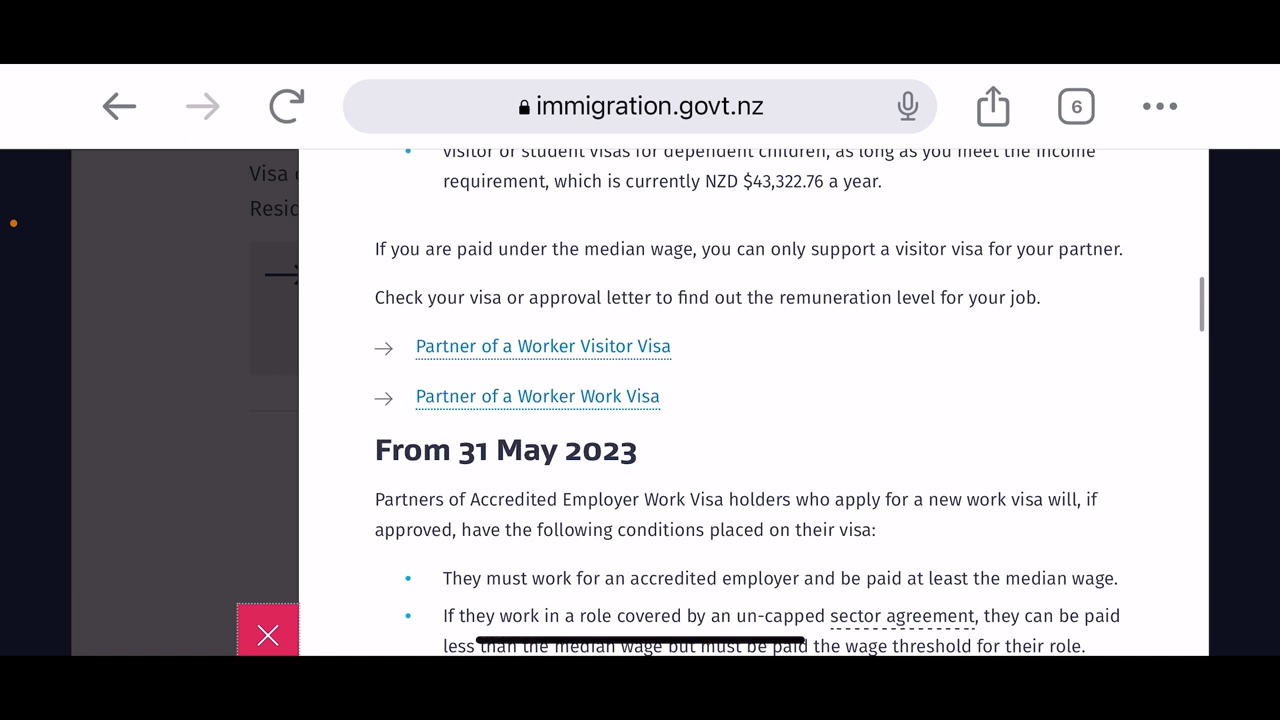 immigration.govt.nz
6
visitor or student visas for dependent children, as long as you meet the income
requirement, which is currently NZD $43,322.76 a year.
Visa
Resid
If you are paid under the median wage, you can only support a visitor visa for your partner.
Check your visa or approval letter to find out the remuneration level for your job.
Partner of a Worker Visitor Visa
Partner of a Worker Work Visa
From 31 May 2023
Partners of Accredited Employer Work Visa holders who apply for a new work visa will, if
approved, have the following conditions placed on their visa:
They must work for an accredited employer and be paid at least the median wage.
If they work in a role covered by an un-capped sector agreement, they can be paid
less than the median wage but must be paid the wage threshold for their role.